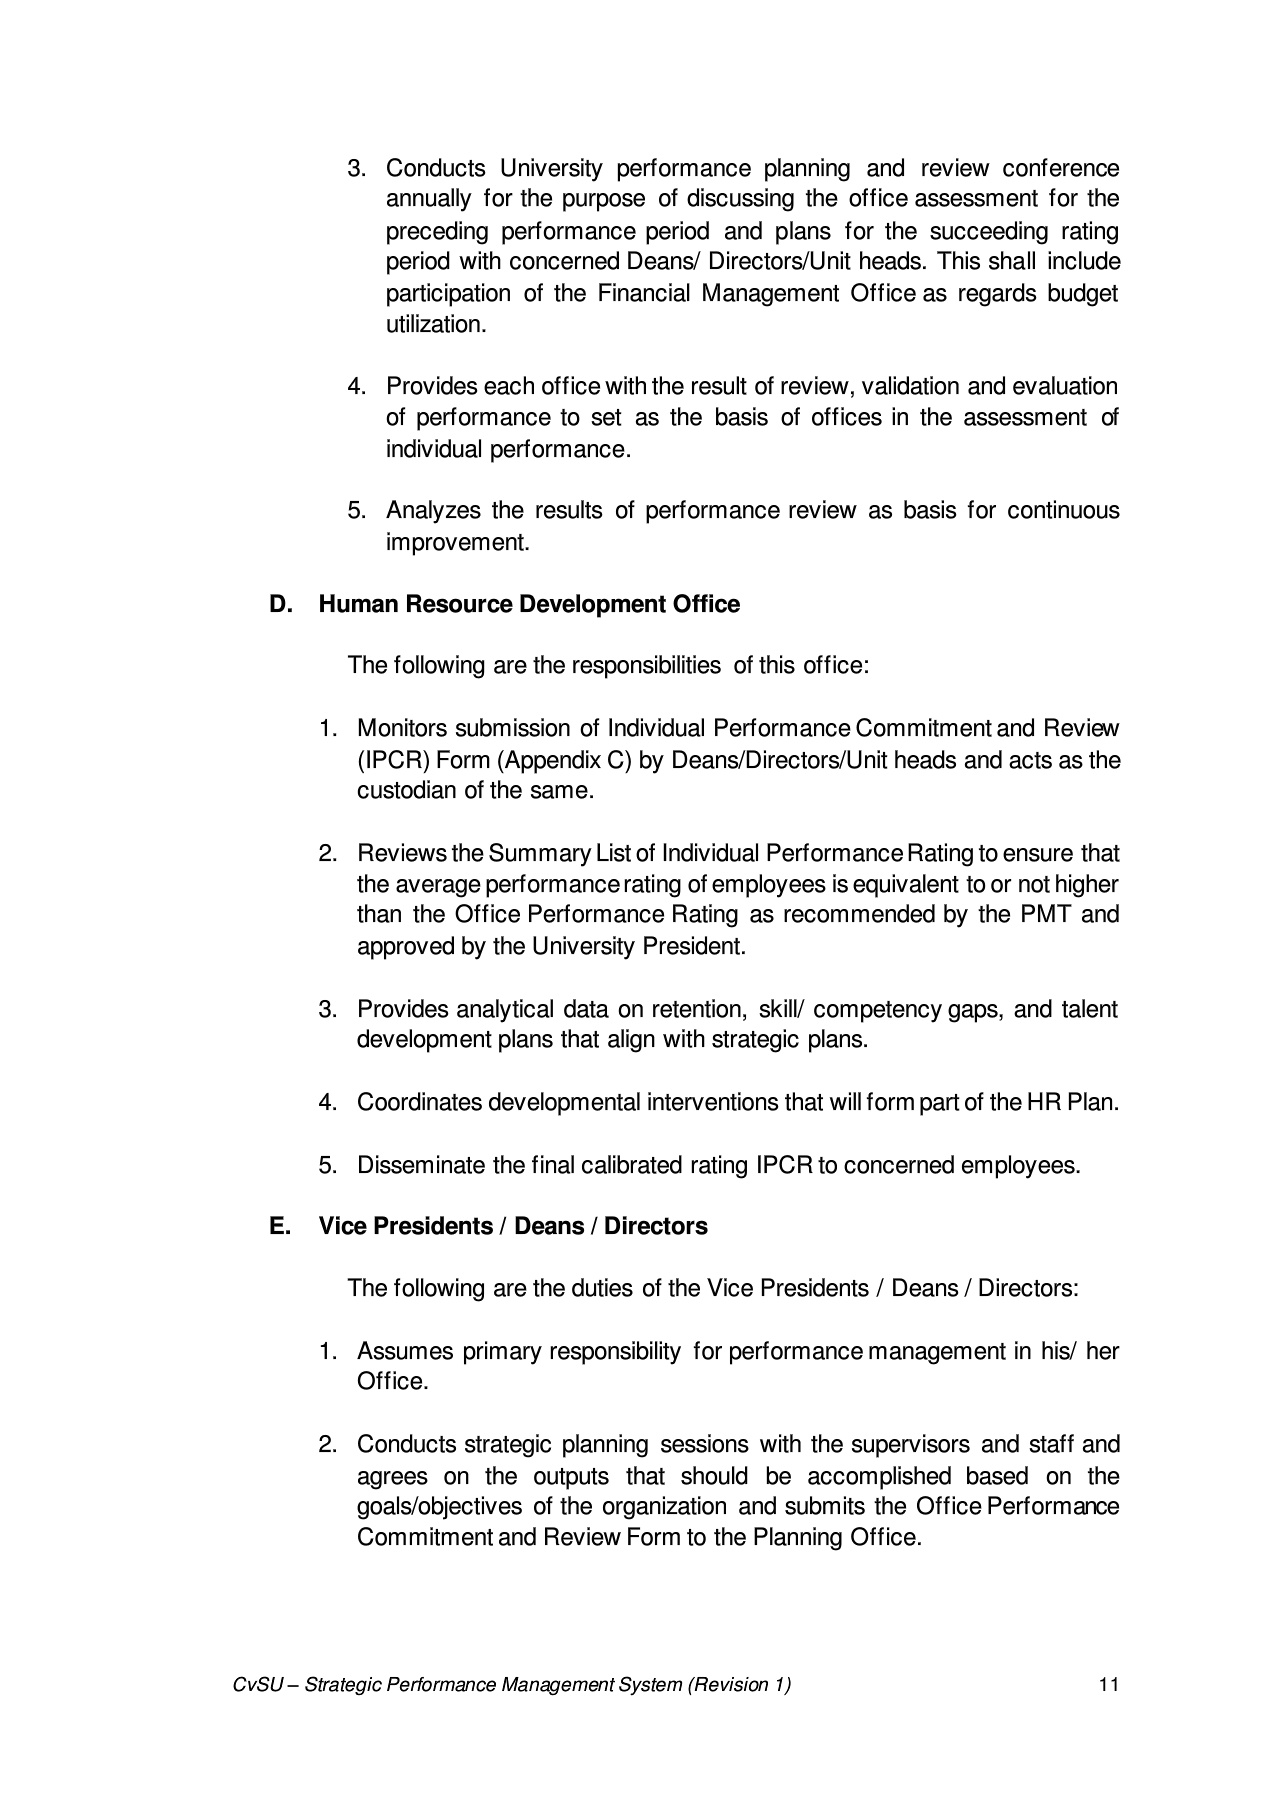 3. Conducts University performance planning and review conference
annually for the purpose of discussing the office assessment for the
preceding performance period and plans for the succeeding rating
period with concerned Deans/ Directors/Unit heads. This shall include
participation of the Financial Management Office as regards budget
utilization.
4. Provides each office with the result of review, validation and evaluation
of performance to set as the basis of offices in the assessment of
individual performance.
5. Analyzes the results of performance review as basis for continuous
improvement.
D. Human Resource Development Office
The following are the responsibilities of this office:
1. Monitors submission of Individual Performance Commitment and Review
(IPCR) Form (Appendix C) by Deans/Directors/Unit heads and acts as the
custodian of the same.
2. Reviews the Summary List of Individual Performance Rating to ensure that
the average performance rating of employees is equivalent to or not higher
than the Office Performance Rating as recommended by the PMT and
approved by the University President.
3. Provides analytical data on retention, skill/ competency gaps, and talent
development plans that align with strategic plans.
4. Coordinates developmental interventions that will form part of the HR Plan.
5. Disseminate the final calibrated rating IPCR to concerned employees.
E. Vice Presidents / Deans / Directors
The following are the duties of the Vice Presidents / Deans / Directors:
1. Assumes primary responsibility for performance management in his/ her
Office.
2. Conducts strategic planning sessions with the supervisors and staff and
agrees on the outputs that should be accomplished based on the
goals/objectives of the organization and submits the Office Performance
Commitment and Review Form to the Planning Office.
CvSU – Strategic Performance Management System (Revision 1) 11